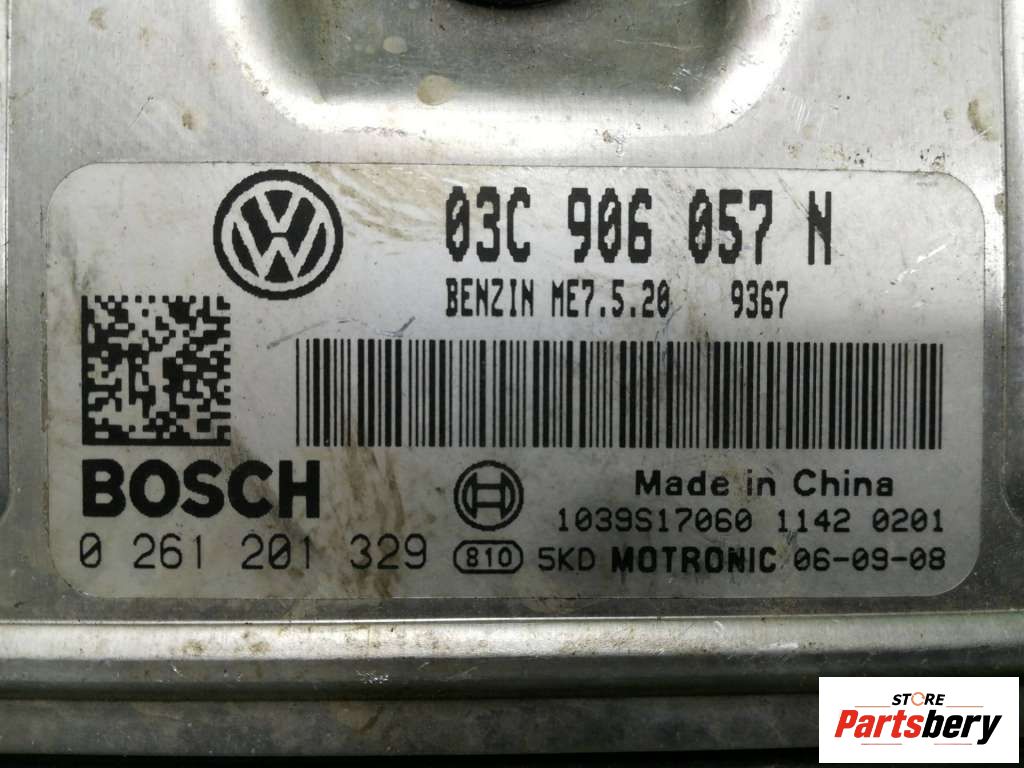 03C 906 057 N
BENZIN ME7.5.20 9367
BOSCH
Made in China
1039S17060 1142 0201
0 261 201 329 810 5KD MOTRONIC 06-09-08
STORE
Partsbery